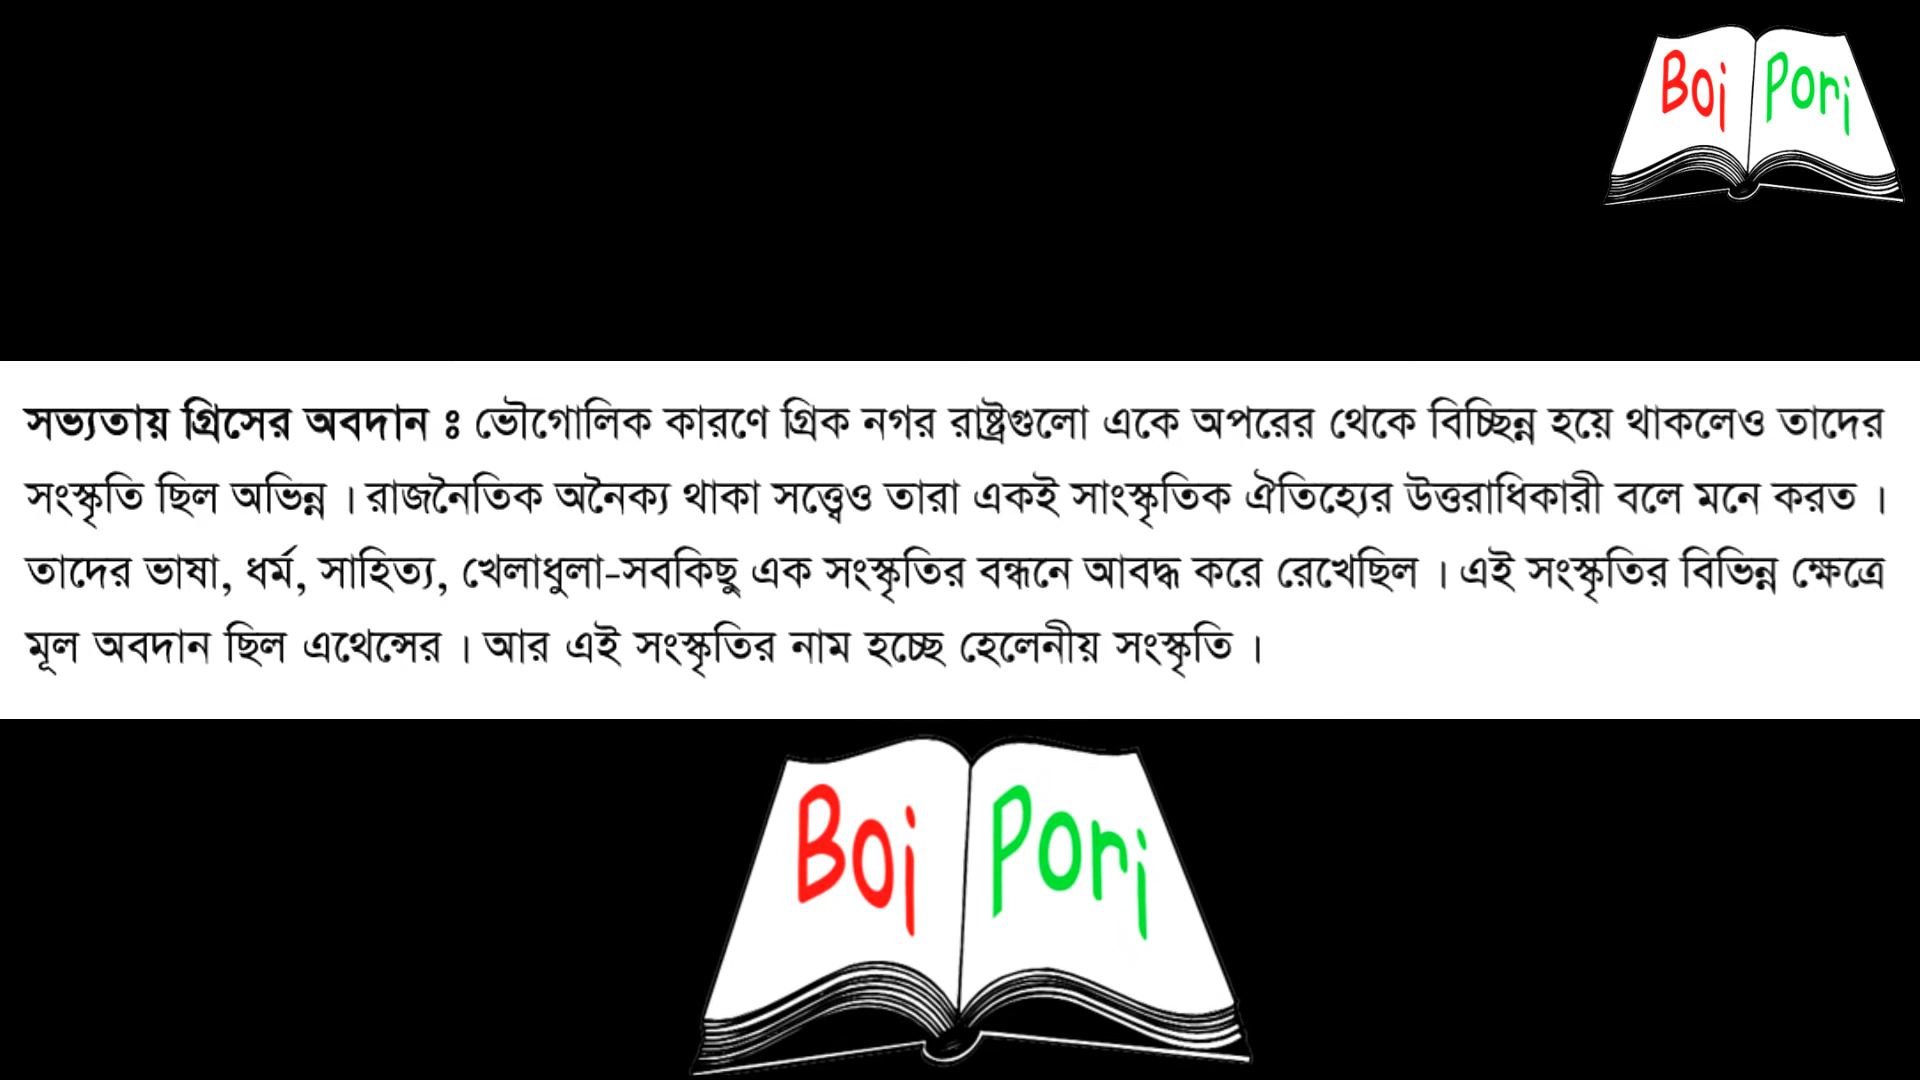 Boi Pori
সভ্যতায় গ্রিসের অবদান ঃ ভৌগোলিক কারণে গ্রিক নগর রাষ্ট্রগুলো একে অপরের থেকে বিচ্ছিন্ন হয়ে থাকলেও তাদের
সংস্কৃতি ছিল অভিন্ন । রাজনৈতিক অনৈক্য থাকা সত্ত্বেও তারা একই সাংস্কৃতিক ঐতিহ্যের উত্তরাধিকারী বলে মনে করত ।
তাদের ভাষা, ধর্ম, সাহিত্য, খেলাধুলা-সবকিছু এক সংস্কৃতির বন্ধনে আবদ্ধ করে রেখেছিল । এই সংস্কৃতির বিভিন্ন ক্ষেত্রে
মূল অবদান ছিল এথেন্সের । আর এই সংস্কৃতির নাম হচ্ছে হেলেনীয় সংস্কৃতি ।
Boi Pori